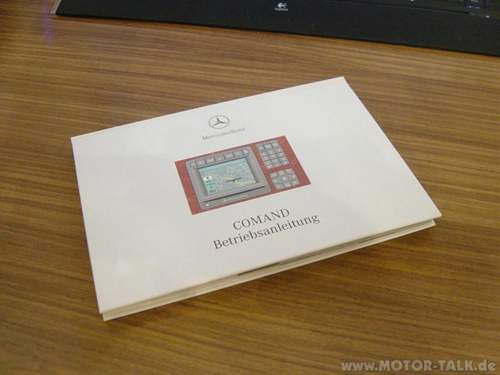 Mercedes-Benz
COMAND
Betriebsanleitung
www.MOTOR-TALK.de